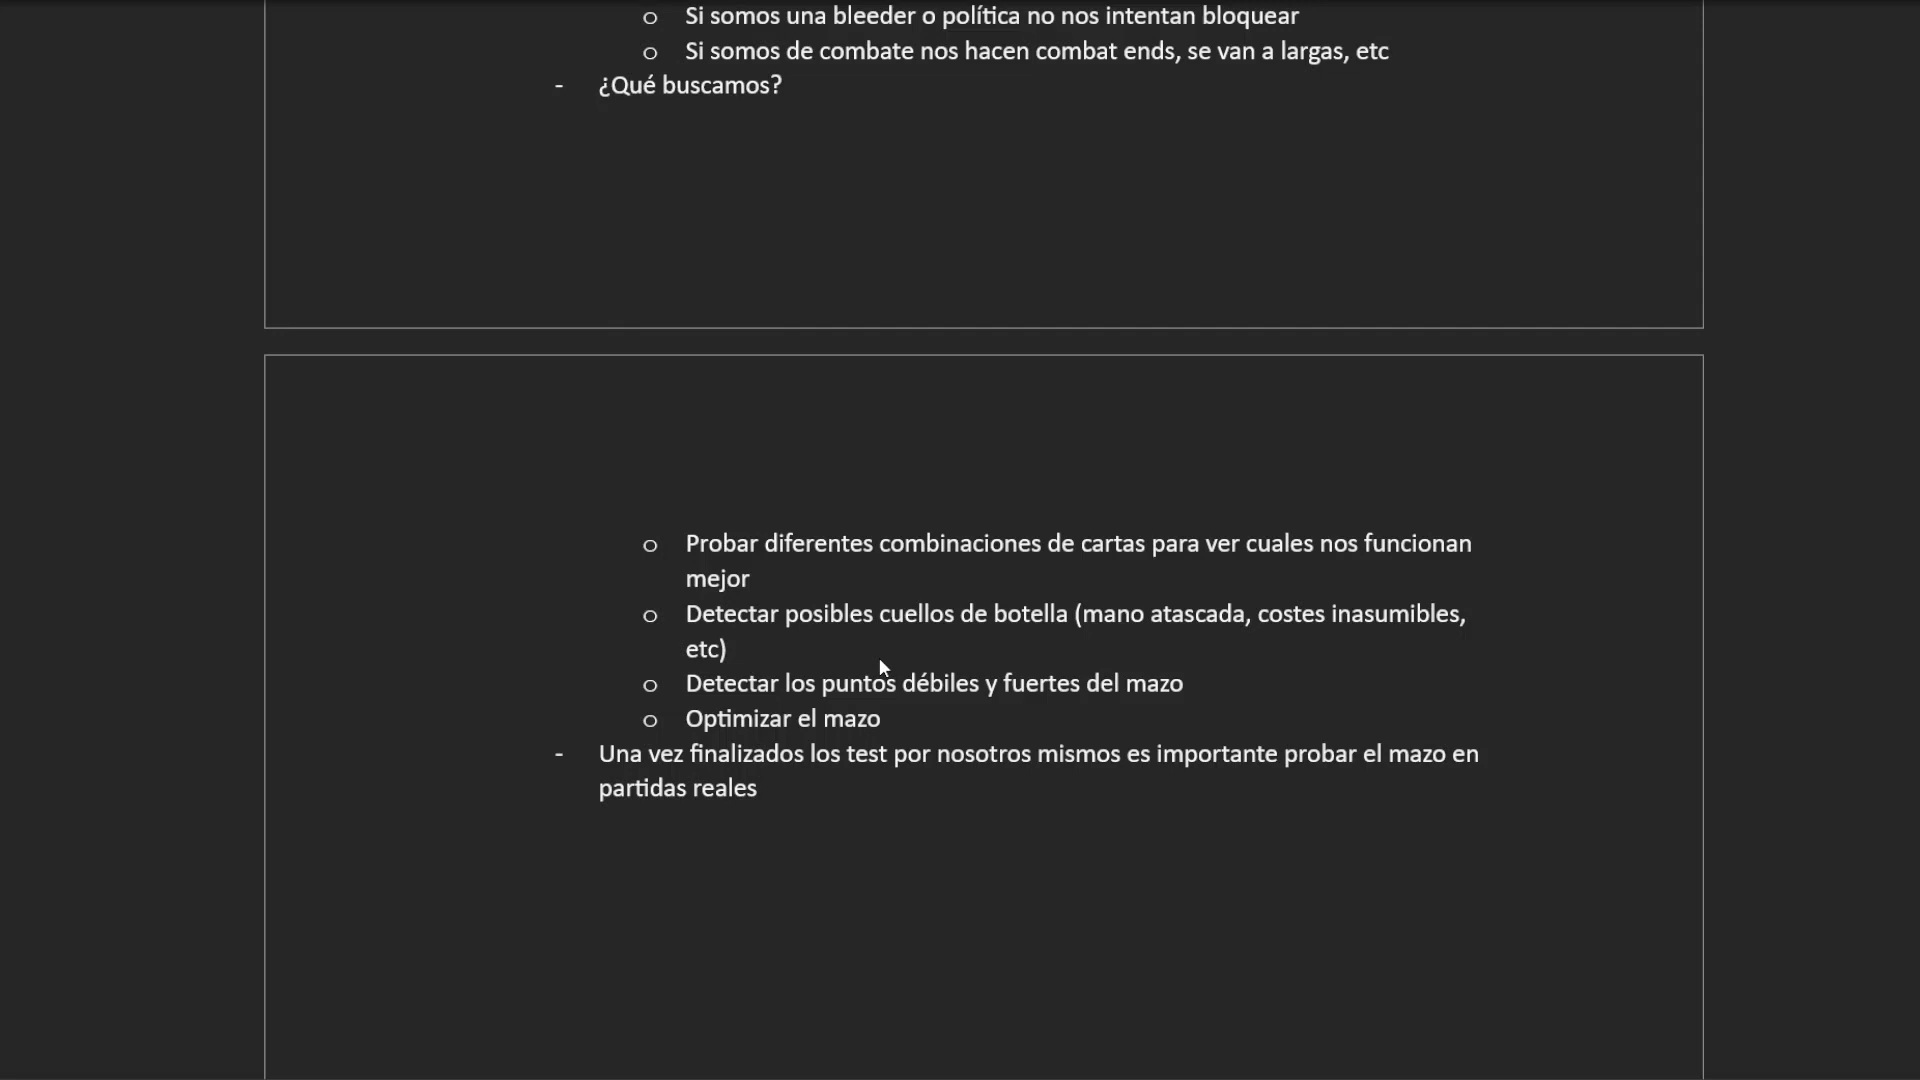 o Si somos una bleeder o política no nos intentan bloquear
o Si somos de combate nos hacen combat ends, se van a largas, etc
- ¿Qué buscamos?
o Probar diferentes combinaciones de cartas para ver cuales nos funcionan
mejor
o Detectar posibles cuellos de botella (mano atascada, costes inasumibles,
etc)
o Detectar los puntos débiles y fuertes del mazo
o Optimizar el mazo
- Una vez finalizados los test por nosotros mismos es importante probar el mazo en
partidas reales